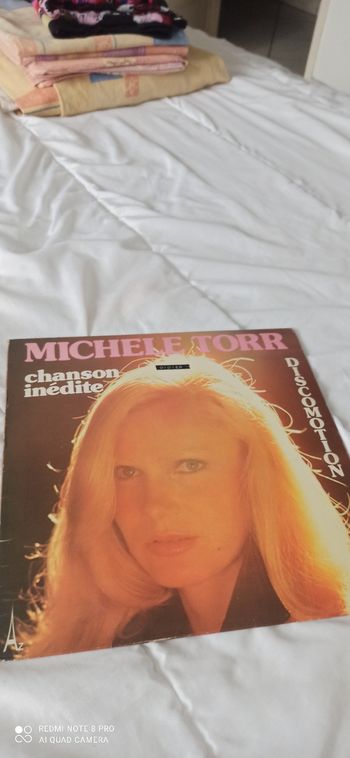 MICHELE TORR
chanson
inédite
DISCOMOTION
Az
REDMI NOTE 8 PRO
AI QUAD CAMERA